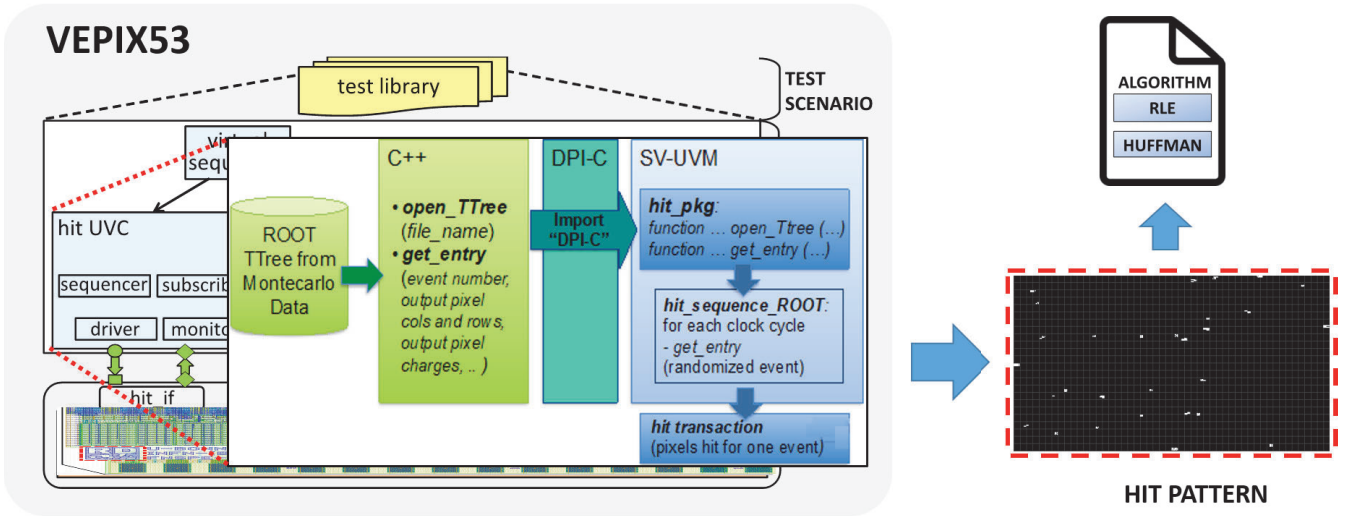 VEPIX53
test library
TEST
SCENARIO
hit UVC
sequencer
driver
hit_if
ROOT
TTree from
Montecarlo
Data
C++
• open_TTree
(file_name)
• get_entry
(event number,
output pixel
cols and rows,
output pixel
charges, .. )
DPI-C
Import
“DPI-C”
SV-UVM
hit_pkg:
function ... open_Ttree (...)
function ... get_entry (...)
hit_sequence_ROOT:
for each clock cycle
- get_entry
(randomized event)
hit transaction
(pixels hit for one event)
ALGORITHM
RLE
HUFFMAN
HIT PATTERN